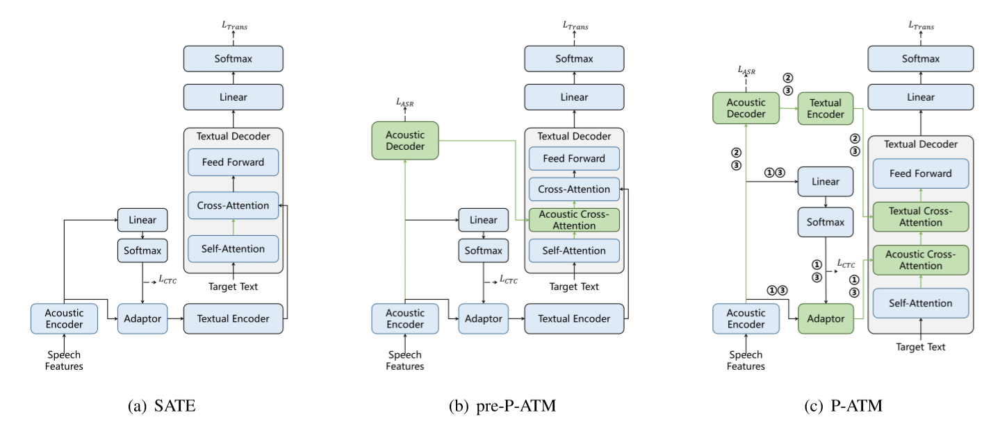 L_Trans
Softmax
Linear
Textual Decoder
Feed Forward
Cross-Attention
Self-Attention
Target Text
Linear
Softmax
L_CTC
Acoustic
Encoder
Adaptor
Textual Encoder
Speech
Features
(a) SATE
L_Trans
Softmax
Linear
L_ASR
Acoustic
Decoder
Textual Decoder
Feed Forward
Cross-Attention
Acoustic Cross-
Attention
Self-Attention
Target Text
Linear
Softmax
L_CTC
Acoustic
Encoder
Adaptor
Textual Encoder
Speech
Features
(b) pre-P-ATM
L_Trans
Softmax
Linear
L_ASR
Acoustic
Decoder
②
③
Textual
Encoder
②
③
②
③
①③
Linear
Softmax
Textual Decoder
Feed Forward
Textual Cross-
Attention
Acoustic Cross-
Attention
Self-Attention
Target Text
①
③
L_CTC
①
③
①③
Acoustic
Encoder
Adaptor
Speech
Features
(c) P-ATM